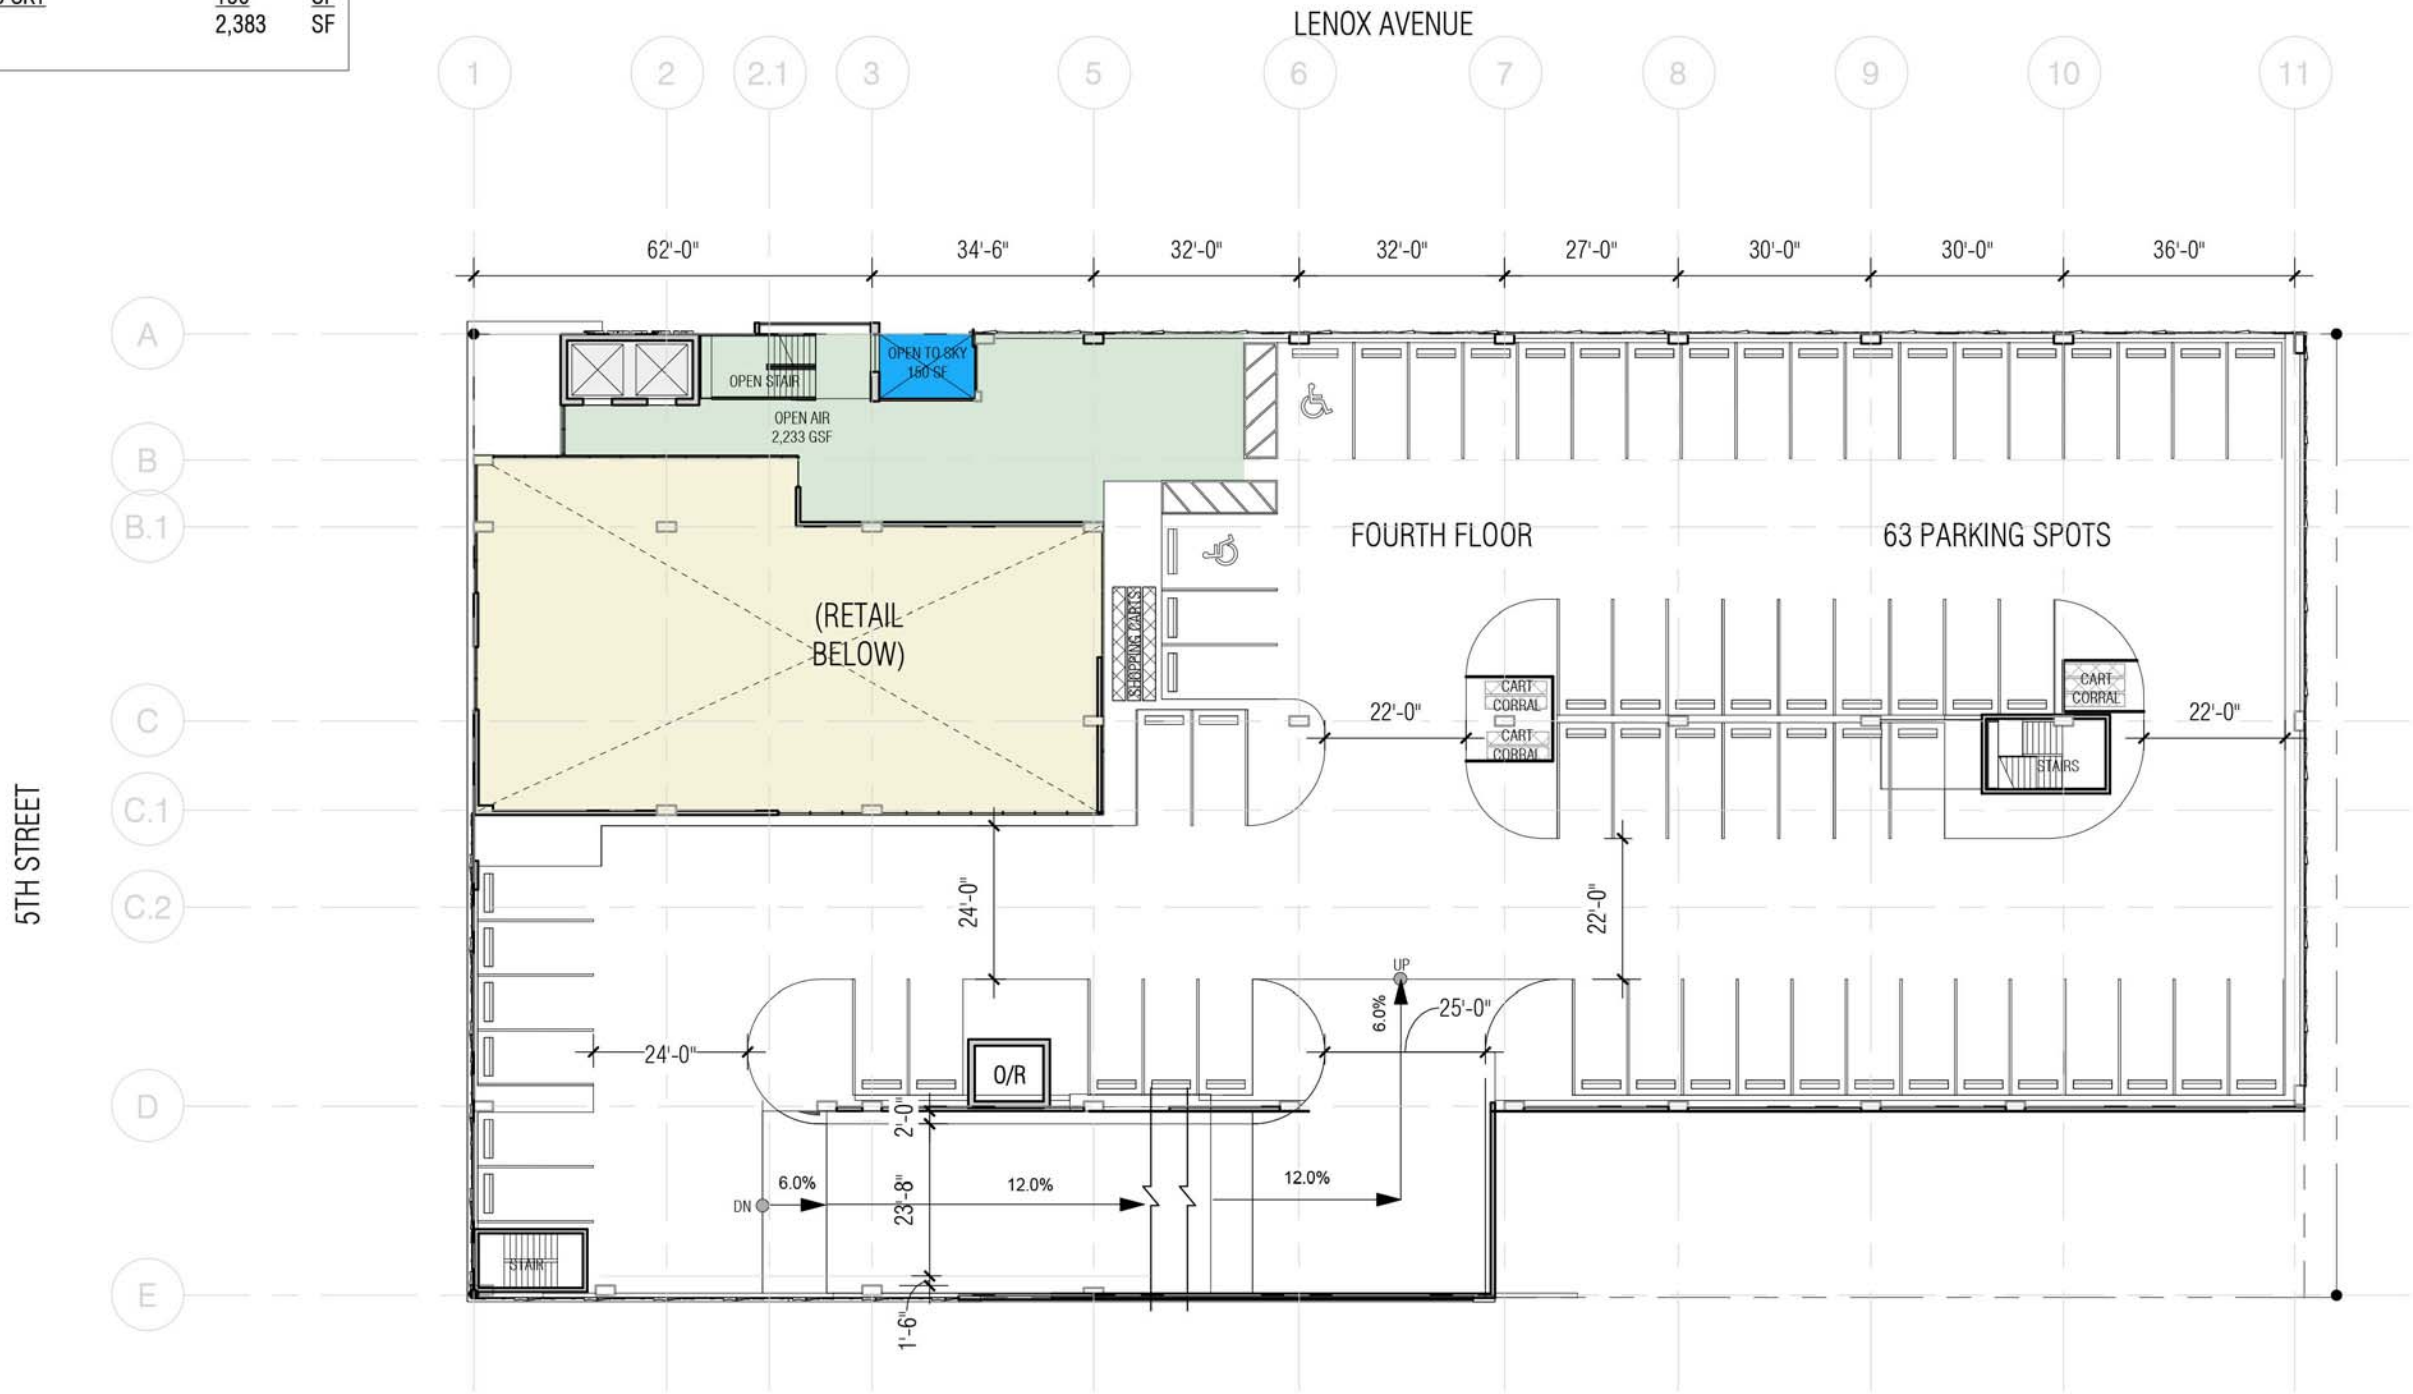 2,383 SF
LENOX AVENUE
1 2 2.1 3 5 6 7 8 9 10 11
62'-0" 34'-6" 32'-0" 32'-0" 27'-0" 30'-0" 30'-0" 36'-0"
A
OPEN TO SKY
150 SF
OPEN STAIR
OPEN AIR
2,233 GSF
B
B.1
FOURTH FLOOR
63 PARKING SPOTS
(RETAIL
BELOW)
SHOPPING CARTS
CART
CORRAL
CART
CORRAL
CART
CORRAL
C
22'-0"
22'-0"
STAIRS
C.1
5TH STREET
C.2
24'-0"
22'-0"
UP
6.0%
25'-0"
24'-0"
O/R
D
2'-0"
6.0%
12.0%
12.0%
DN
23'-8"
STAIR
E
1'-6"